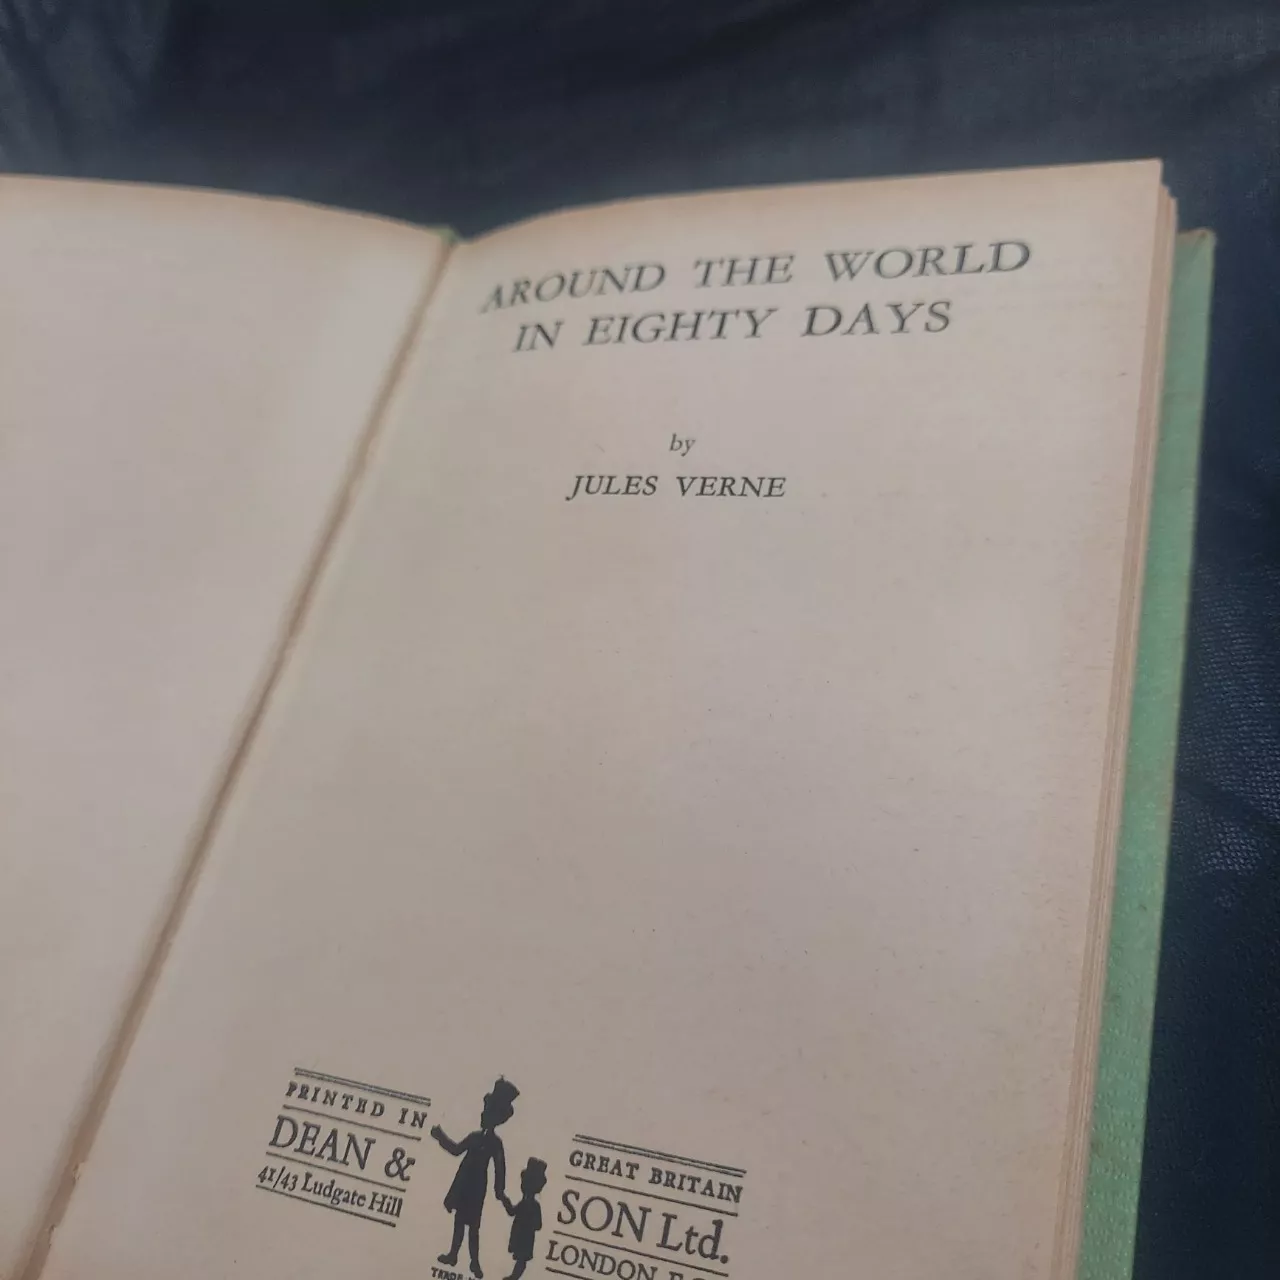 AROUND THE WORLD
IN EIGHTY DAYS
by
JULES VERNE
PRINTED IN
DEAN &
41/43 Ludgate Hill
GREAT BRITAIN
SON Ltd.
LONDON